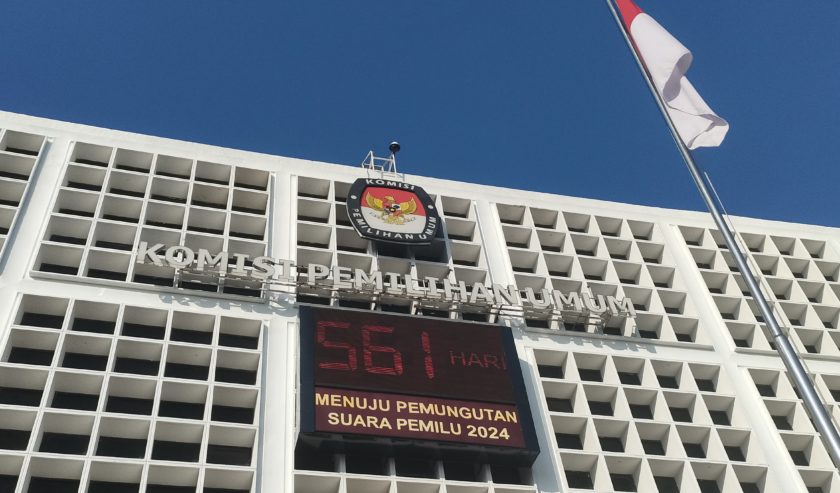 KOMISI
PEMILIHAN UMUM
KOMISI PEMILIHAN UMUM
561 HARI
MENUJU PEMUNGUTAN
SUARA PEMILU 2024